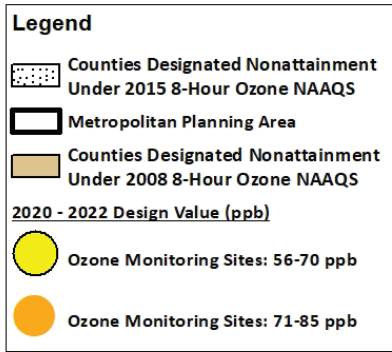 Legend
Counties Designated Nonattainment
Under 2015 8-Hour Ozone NAAQS
Metropolitan Planning Area
Counties Designated Nonattainment
Under 2008 8-Hour Ozone NAAQS
2020 - 2022 Design Value (ppb)
Ozone Monitoring Sites: 56-70 ppb
Ozone Monitoring Sites: 71-85 ppb